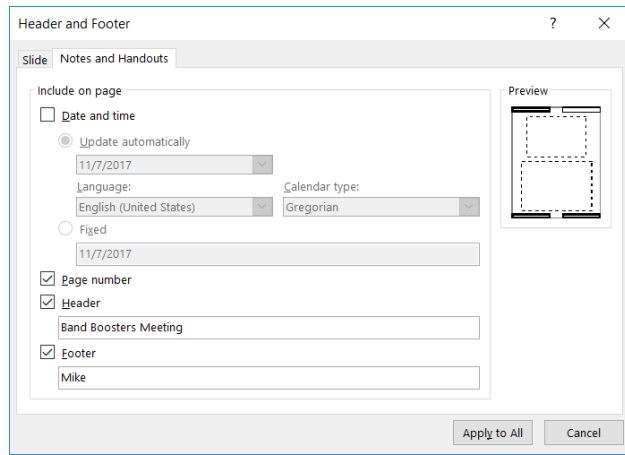 Header and Footer
Slide Notes and Handouts
Include on page
Preview
Date and time
Update automatically
11/7/2017
Language: Calendar type:
English (United States) Gregorian
Fixed
11/7/2017
Page number
Header
Band Boosters Meeting
Footer
Mike
Apply to All Cancel